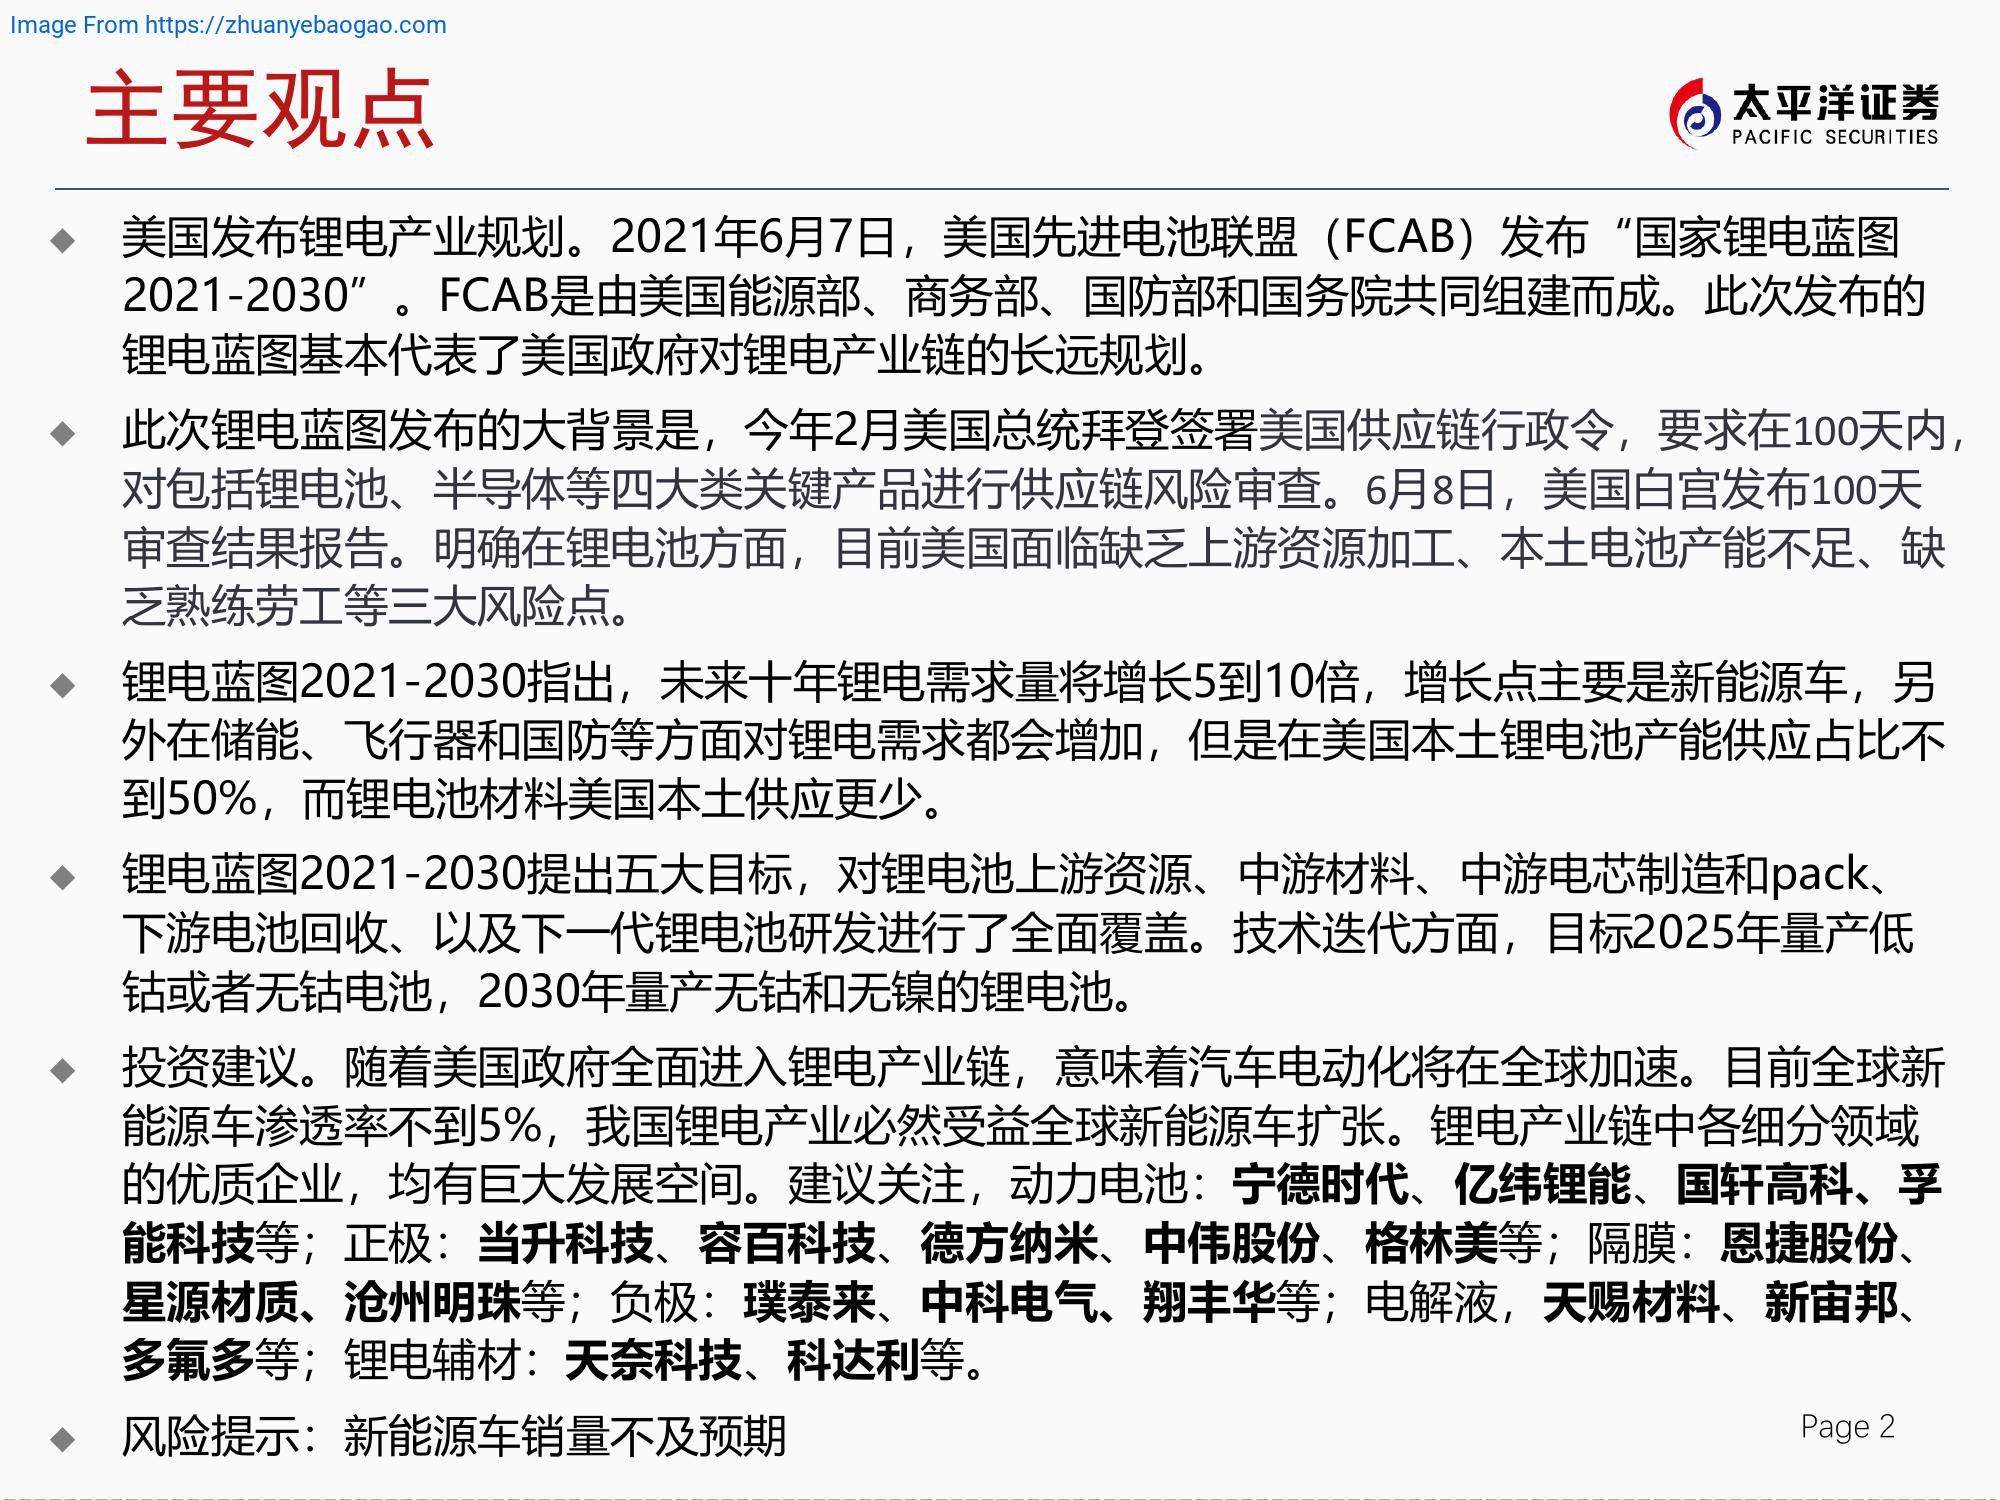 Image From https://zhuanyebaogao.com
主要观点
太平洋证券
PACIFIC SECURITIES
美国发布锂电产业规划。2021年6月7日，美国先进电池联盟（FCAB）发布“国家锂电蓝图
2021-2030”。FCAB是由美国能源部、商务部、国防部和国务院共同组建而成。此次发布的
锂电蓝图基本代表了美国政府对锂电产业链的长远规划。
此次锂电蓝图发布的大背景是，今年2月美国总统拜登签署美国供应链行政令，要求在100天内，
对包括锂电池、半导体等四大类关键产品进行供应链风险审查。6月8日，美国白宫发布100天
审查结果报告。明确在锂电池方面，目前美国面临缺乏上游资源加工、本土电池产能不足、缺
乏熟练劳工等三大风险点。
锂电蓝图2021-2030指出，未来十年锂电需求量将增长5到10倍，增长点主要是新能源车，另
外在储能、飞行器和国防等方面对锂电需求都会增加，但是在美国本土锂电池产能供应占比不
到50%，而锂电池材料美国本土供应更少。
锂电蓝图2021-2030提出五大目标，对锂电池上游资源、中游材料、中游电芯制造和pack、
下游电池回收、以及下一代锂电池研发进行了全面覆盖。技术迭代方面，目标2025年量产低
钴或者无钴电池，2030年量产无钴和无镍的锂电池。
投资建议。随着美国政府全面进入锂电产业链，意味着汽车电动化将在全球加速。目前全球新
能源车渗透率不到5%，我国锂电产业必然受益全球新能源车扩张。锂电产业链中各细分领域
的优质企业，均有巨大发展空间。建议关注，动力电池：宁德时代、亿纬锂能、国轩高科、孚
能科技等；正极：当升科技、容百科技、德方纳米、中伟股份、格林美等；隔膜：恩捷股份、
星源材质、沧州明珠等；负极：璞泰来、中科电气、翔丰华等；电解液，天赐材料、新宙邦、
多氟多等；锂电辅材：天奈科技、科达利等。
风险提示：新能源车销量不及预期
Page 2